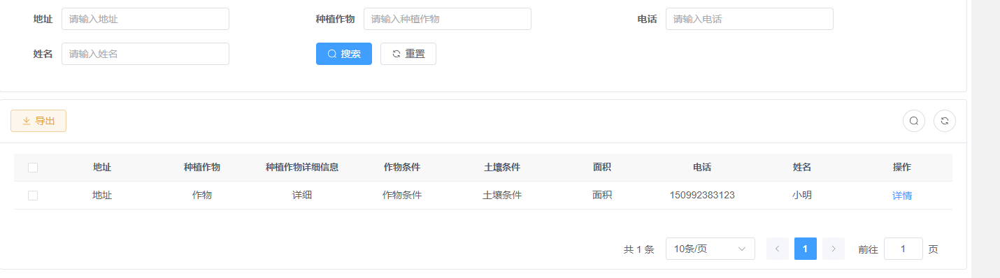 地址 请输入地址 种植作物 请输入种植作物 电话 请输入电话
姓名 请输入姓名 搜索 重置
导出
地址 种植作物 种植作物详细信息 作物条件 土壤条件 面积 电话 姓名 操作
地址 作物 详细 作物条件 土壤条件 面积 150992383123 小明 详情
共 1 条 10条/页 1 前往 1 页